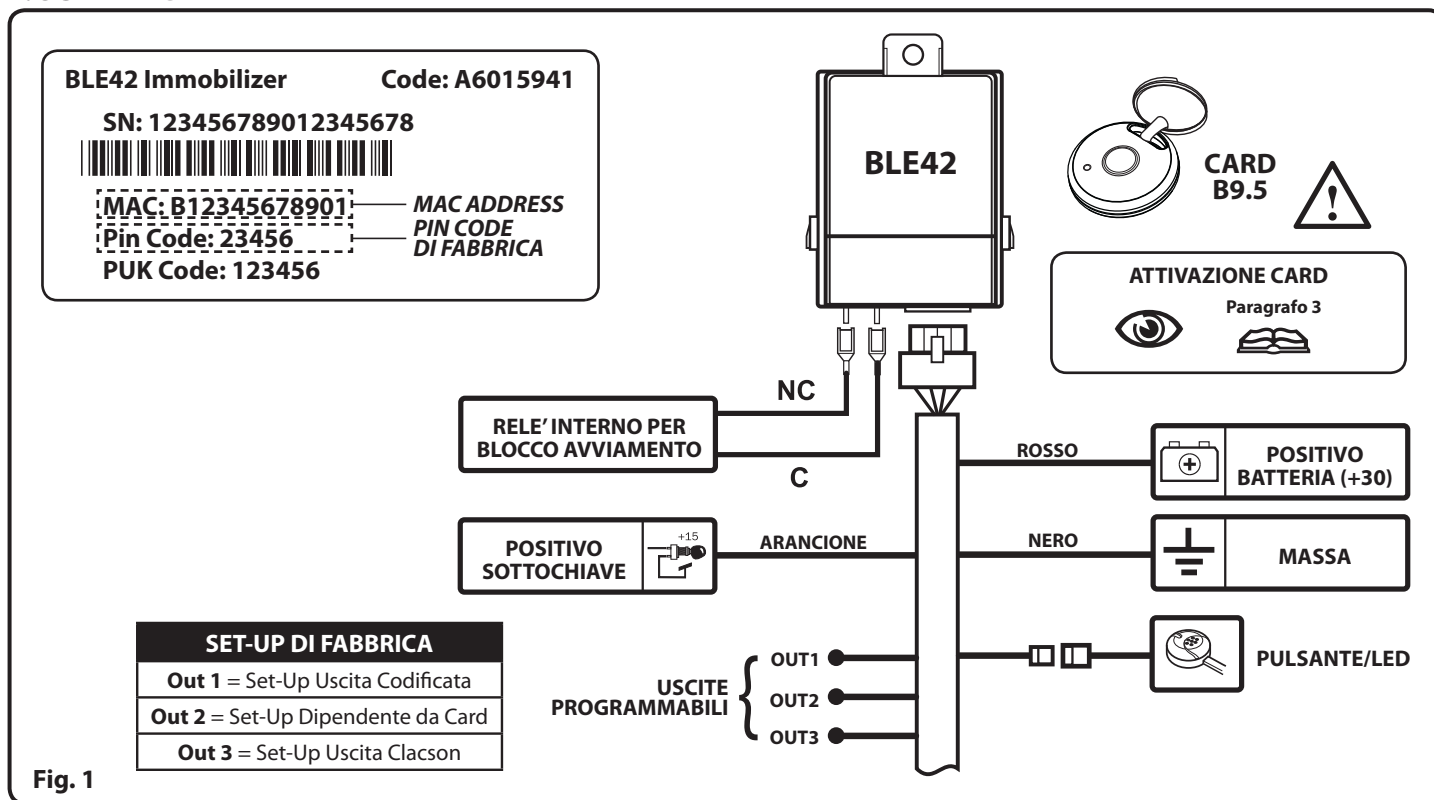 BLE42 Immobilizer Code: A6015941
SN: 123456789012345678
MAC: B12345678901
MAC ADDRESS
Pin Code: 23456
PIN CODE
DI FABBRICA
PUK Code: 123456
BLE42
CARD
B9.5
!
ATTIVAZIONE CARD
Paragrafo 3
NC
RELE’ INTERNO PER
BLOCCO AVVIAMENTO
C
ROSSO
POSITIVO
BATTERIA (+30)
POSITIVO
SOTTOCHIAVE
+15
ARANCIONE
NERO
MASSA
SET-UP DI FABBRICA
Out 1 = Set-Up Uscita Codificata
Out 2 = Set-Up Dipendente da Card
Out 3 = Set-Up Uscita Clacson
USCITE
PROGRAMMABILI
OUT1
OUT2
OUT3
PULSANTE/LED
Fig. 1